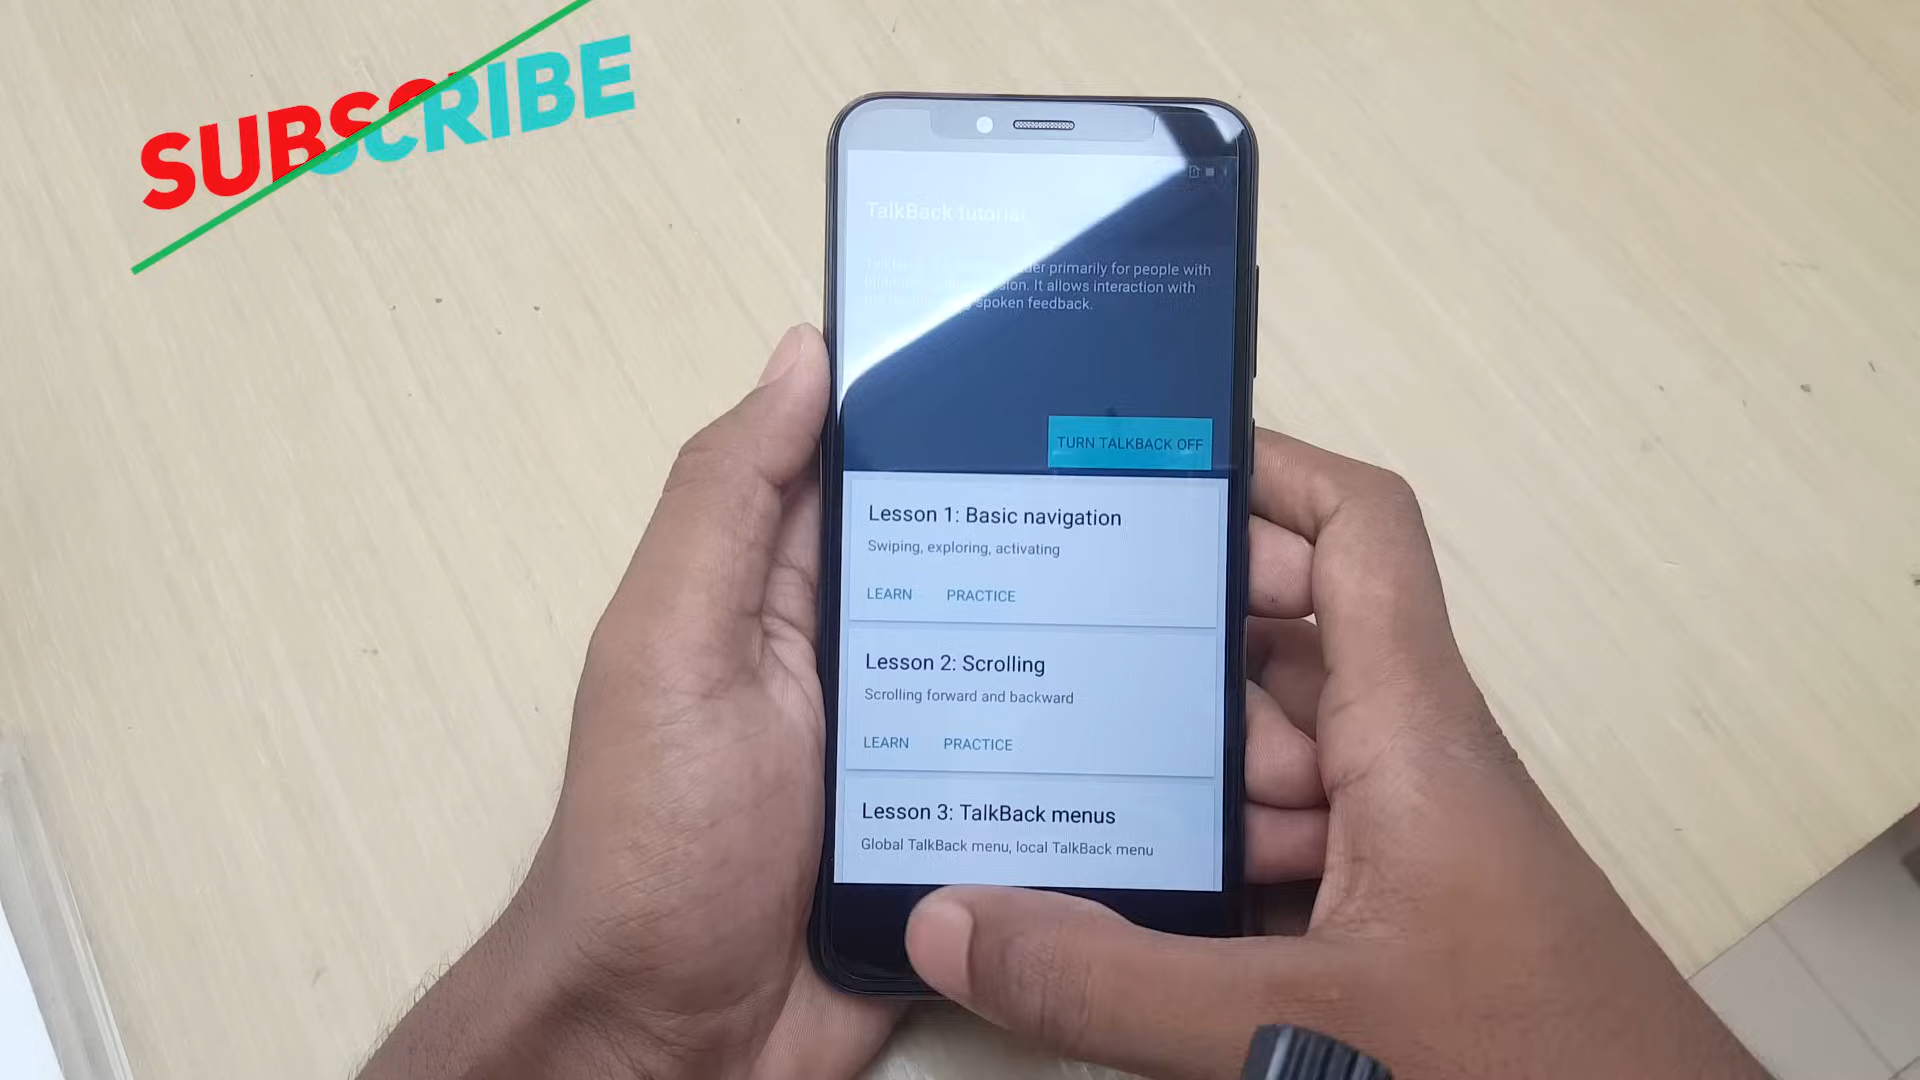 SUBSCRIBE
TalkBack tutorial
der primarily for people with
vision. It allows interaction with
spoken feedback.
TURN TALKBACK OFF
Lesson 1: Basic navigation
Swiping, exploring, activating
LEARN PRACTICE
Lesson 2: Scrolling
Scrolling forward and backward
LEARN PRACTICE
Lesson 3: TalkBack menus
Global TalkBack menu, local TalkBack menu